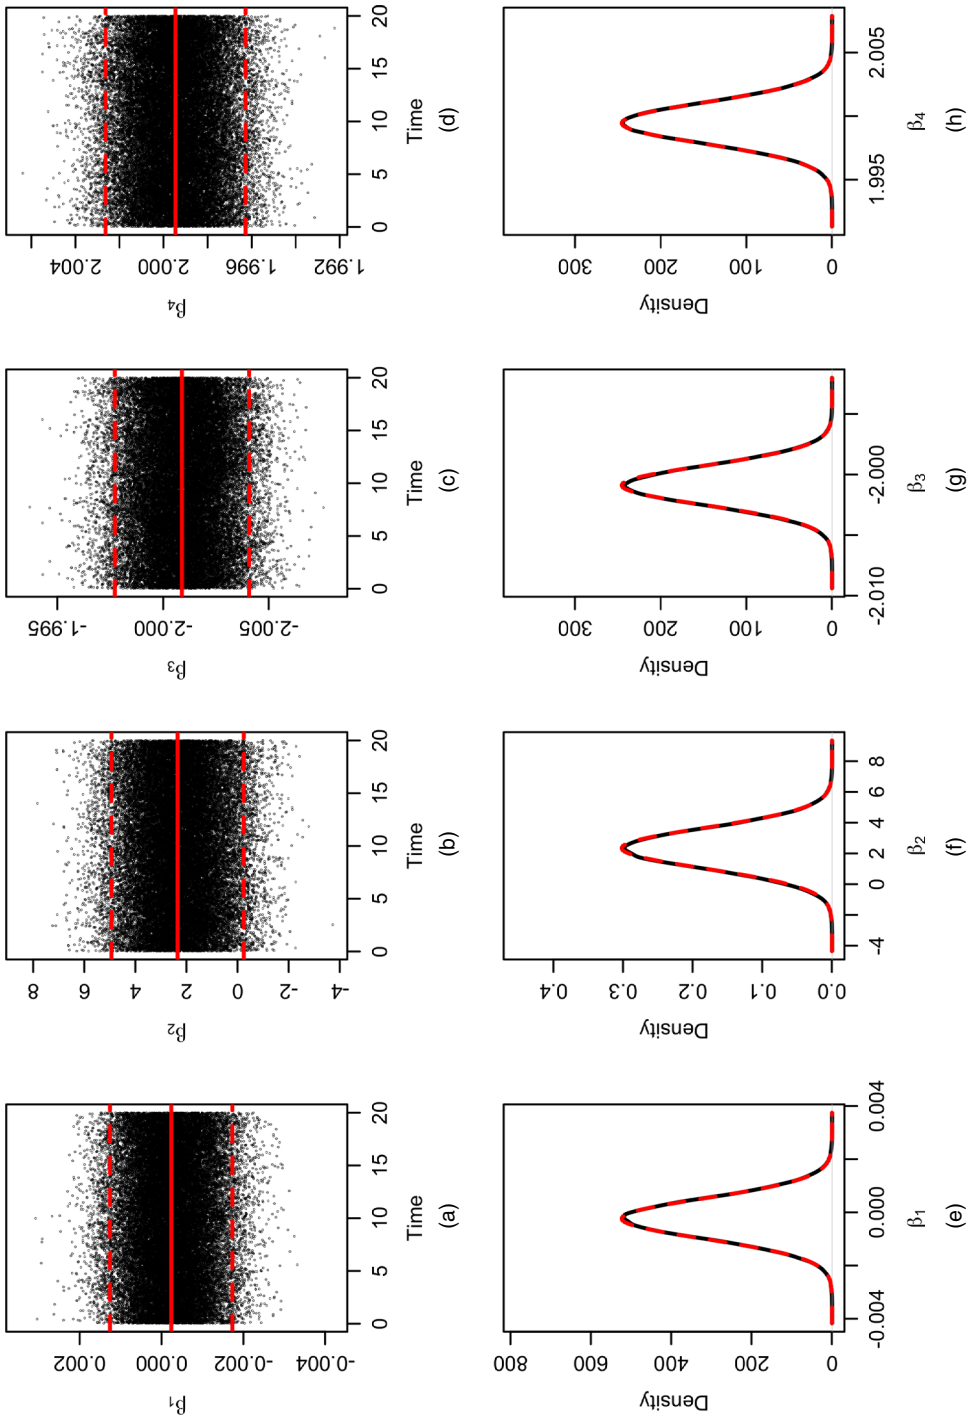 β1
0.002
0.000
-0.002
-0.004
0 5 10 15 20
Time
(a)
β2
8
6
4
2
0
-2
-4
0 5 10 15 20
Time
(b)
β3
-1.995
-2.000
-2.005
0 5 10 15 20
Time
(c)
β4
2.004
2.000
1.996
1.992
0 5 10 15 20
Time
(d)
Density
800
600
400
200
0
-0.004 0.000 0.004
β1
(e)
Density
0.4
0.3
0.2
0.1
0.0
-4 0 2 4 6 8
β2
(f)
Density
300
200
100
0
-2.010 -2.000
β3
(g)
Density
300
200
100
0
1.995 2.005
β4
(h)